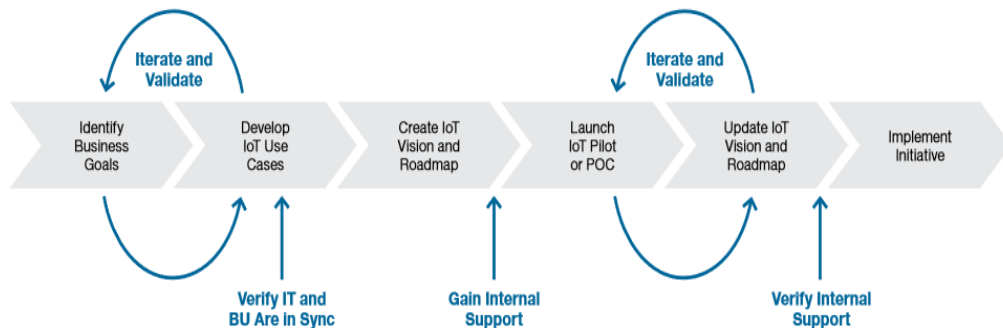 Iterate and
Validate
Iterate and
Validate
Identify
Business
Goals
Develop
IoT Use
Cases
Create IoT
Vision and
Roadmap
Launch
IoT Pilot
or POC
Update IoT
Vision and
Roadmap
Implement
Initiative
Verify IT and
BU Are in Sync
Gain Internal
Support
Verify Internal
Support